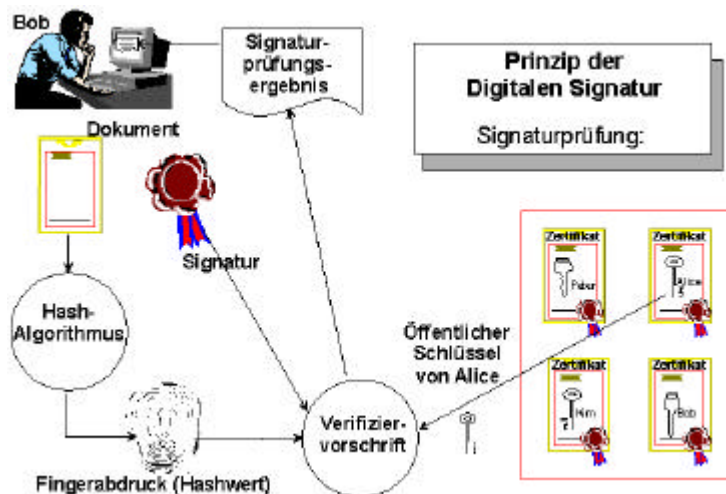 Bob
Signatur-
prüfungs-
ergebnis
Prinzip der
Digitalen Signatur
Signaturprüfung:
Dokument
Signatur
Hash-
Algorithmus
Fingerabdruck (Hashwert)
Verifizier-
vorschrift
Öffentlicher
Schlüssel
von Alice
Zertifikat
Peter
Zertifikat
Alice
Zertifikat
Kim
Zertifikat
Bob